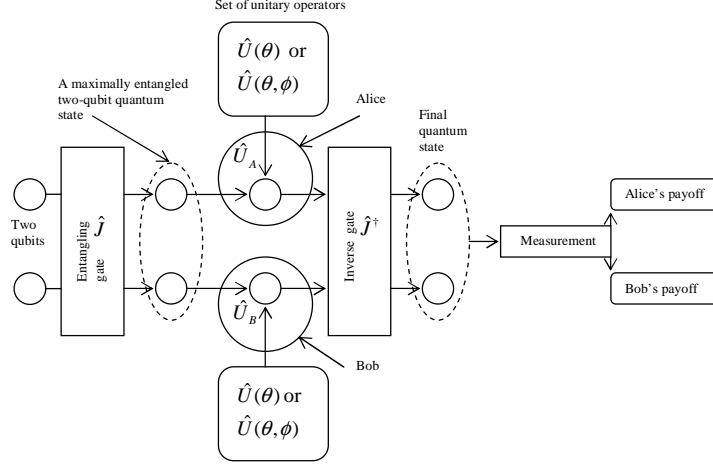 Set of unitary operators
Û(θ) or
Û(θ,ϕ)
A maximally entangled
two-qubit quantum
state
Alice
Final
quantum
state
Û_A
Two
qubits
Entangling
gate
Ĵ
Inverse gate
Ĵ†
Measurement
Alice's payoff
Bob's payoff
Û_B
Bob
Û(θ) or
Û(θ,ϕ)